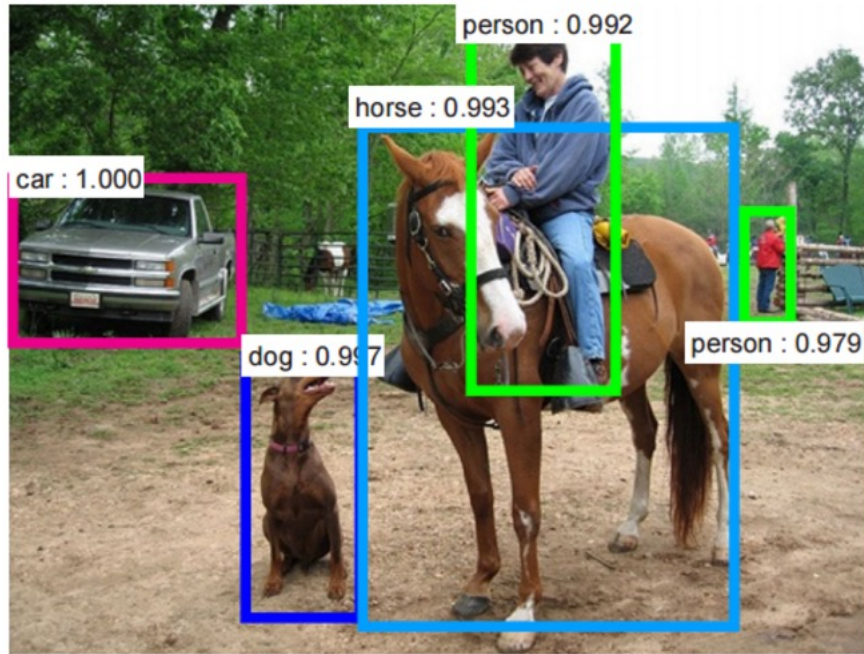 person : 0.992
horse : 0.993
car : 1.000
dog : 0.997
person : 0.979